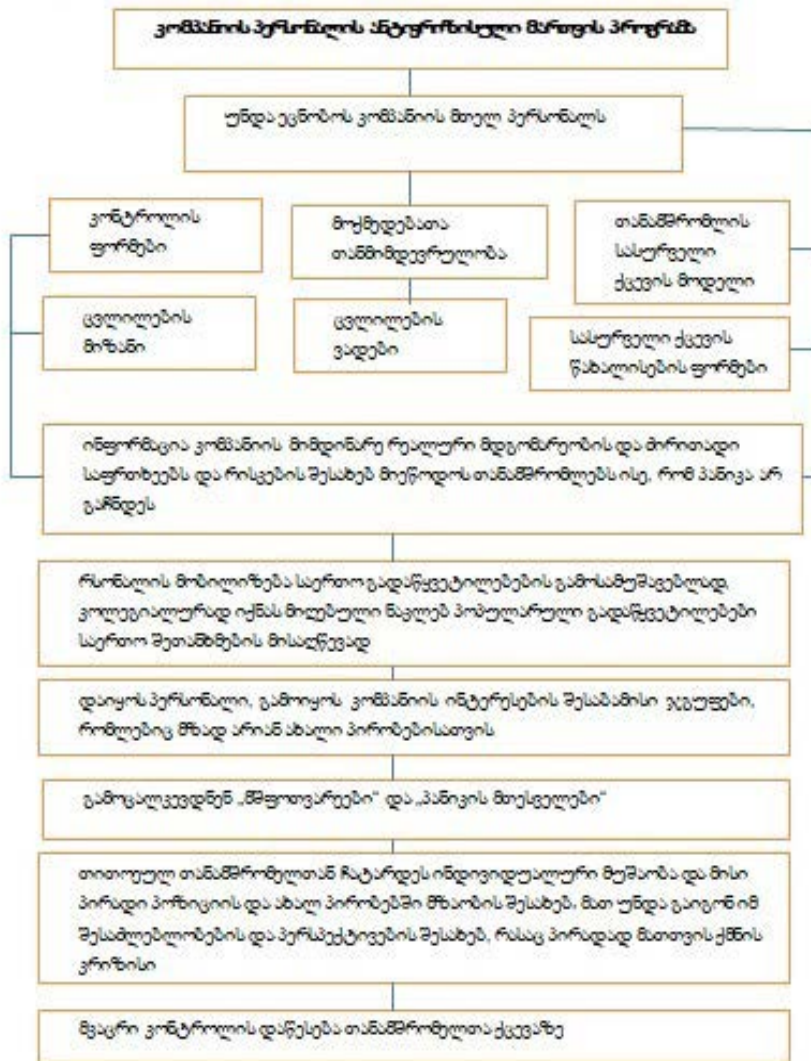 კომპანიის პერსონალის ანტიკრიზისული მართვის პროგრამა
უნდა ეცნობოს კომპანიის მთელ პერსონალს
კონტროლის
ფორმები
მოქმედებათა
თანმიმდევრულობა
თანამშრომლის
სასურველი
ქცევის მოდელი
ცვლილების
მიზანი
ცვლილების
ვადები
სასურველი ქცევის
წახალისების ფორმები
ინფორმაცია კომპანიის მიმდინარე რეალური მდგომარეობის და ძირითადი
საფრთხეებს და რისკების შესახებ მიეწოდოს თანამშრომლებს ისე, რომ პანიკა არ
გაჩნდეს
რსონალის მობილიზება საერთო გადაწყვეტილებების გამოსამუშავებლად,
კოლეგიალურად იქნას მიღებული ნაკლებ პოპულარული გადაწყვეტილებები
საერთო შეთანხმების მისაღწევად
დაიყოს პერსონალი, გამოიყოს კომპანიის ინტერესების შესაბამისი ჯგუფები,
რომლებიც მზად არიან ახალი პირობებისათვის
გამოცალკევდნენ „მშფოთვარეები“ და „პანიკის მთესველები“
თითოეულ თანამშრომელთან ჩატარდეს ინდივიდუალური მუშაობა და მისი
პირადი პოზიციის და ახალ პირობებში მზაობის შესახებ, მათ უნდა გაიგონ იმ
შესაძლებლობების და პერსპექტივების შესახებ, რასაც პირადად მათთვის ქმნის
კრიზისი
მკაცრი კონტროლის დაწესება თანამშრომელთა ქცევაზე